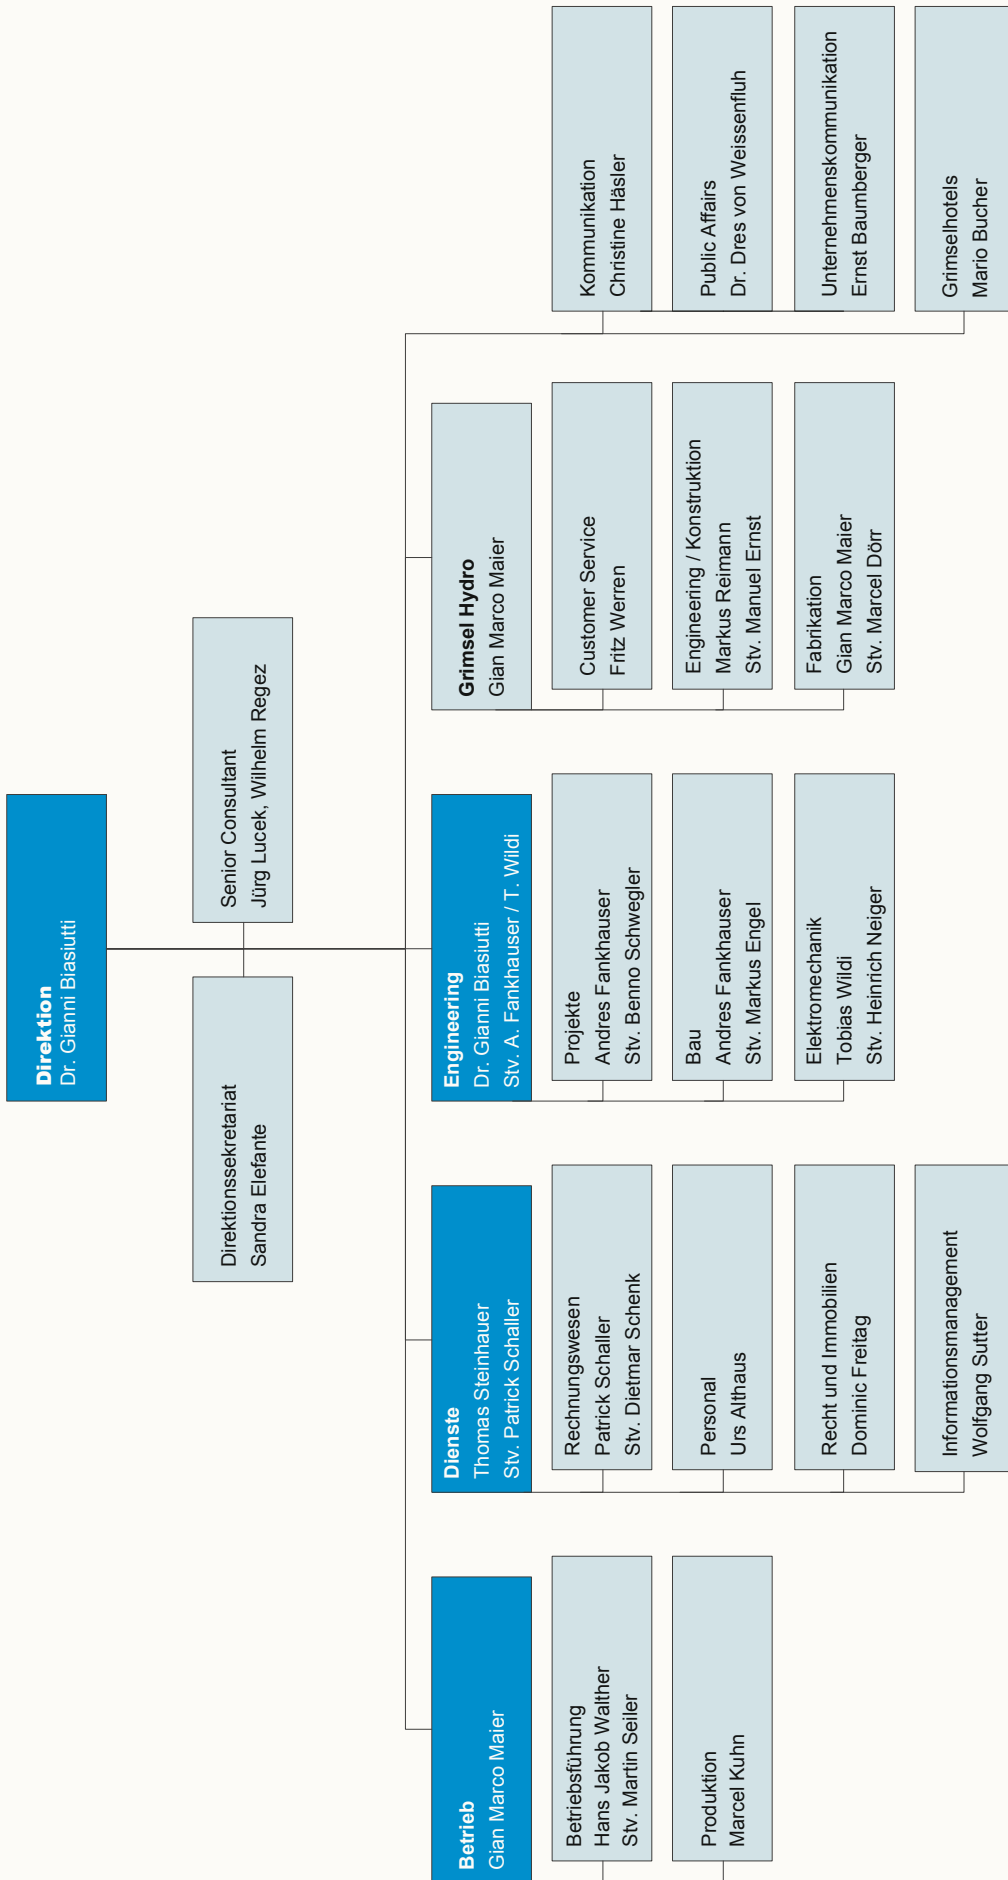 Direktion
Dr. Gianni Biasiutti
Direktionssekretariat
Sandra Elefante
Senior Consultant
Jürg Lucek, Wilhelm Regez
Betrieb
Gian Marco Maier
Betriebsführung
Hans Jakob Walther
Stv. Martin Seiler
Produktion
Marcel Kuhn
Dienste
Thomas Steinhauer
Stv. Patrick Schaller
Rechnungswesen
Patrick Schaller
Stv. Dietmar Schenk
Personal
Urs Althaus
Recht und Immobilien
Dominic Freitag
Informationsmanagement
Wolfgang Sutter
Engineering
Dr. Gianni Biasiutti
Stv. A. Fankhauser / T. Wildi
Projekte
Andres Fankhauser
Stv. Benno Schwegler
Bau
Andres Fankhauser
Stv. Markus Engel
Elektromechanik
Tobias Wildi
Stv. Heinrich Neiger
Grimsel Hydro
Gian Marco Maier
Customer Service
Fritz Werren
Engineering / Konstruktion
Markus Reimann
Stv. Manuel Ernst
Fabrikation
Gian Marco Maier
Stv. Marcel Dörr
Kommunikation
Christine Häsler
Public Affairs
Dr. Dres von Weissenfluh
Unternehmenskommunikation
Ernst Baumberger
Grimselhotels
Mario Bucher